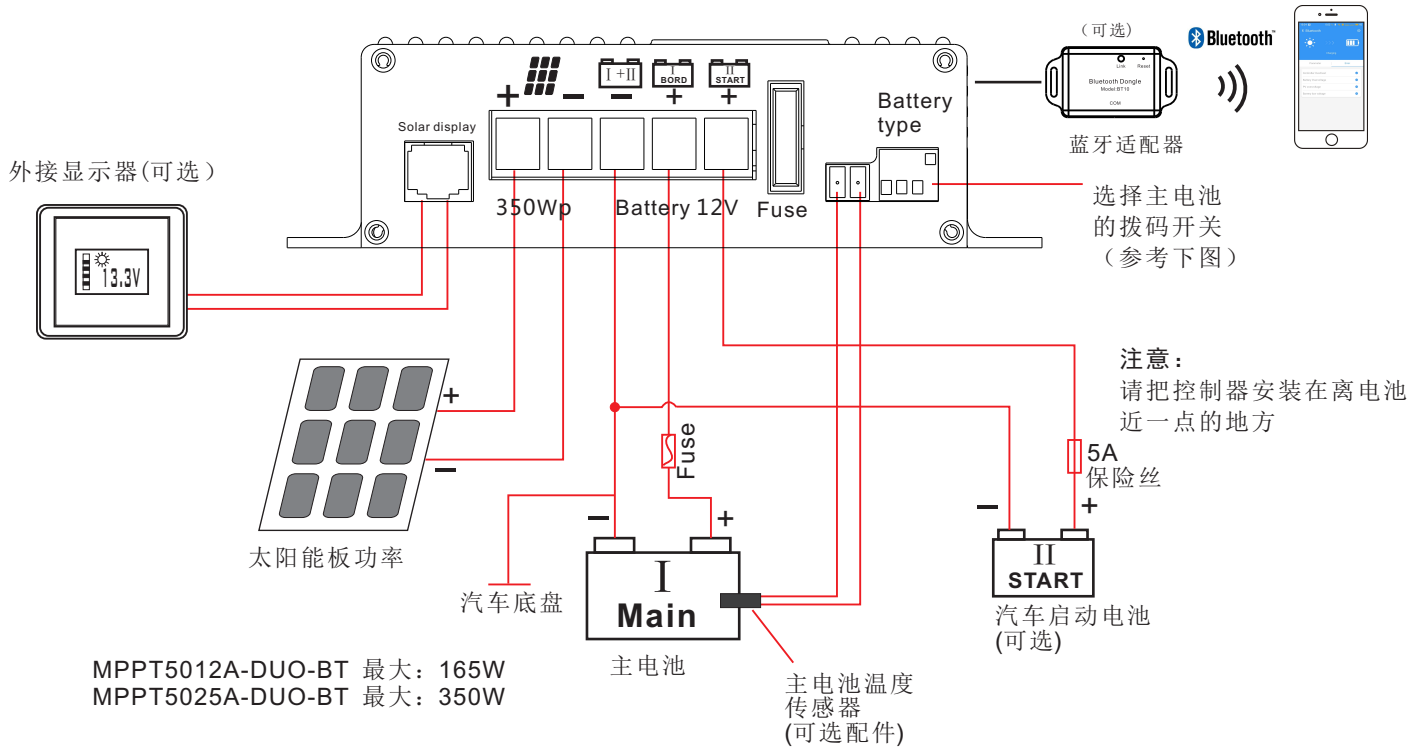 (可选)
Bluetooth™
Link Reset
Bluetooth Dongle
Model:BT10
COM
蓝牙适配器
I+II
I
BORD
II
START
+ − − + +
Solar display
Battery
type
350Wp
Battery 12V
Fuse
外接显示器(可选）
13.3V
选择主电池
的拨码开关
（参考下图）
注意：
请把控制器安装在离电池
近一点的地方
+
−
太阳能板功率
Fuse
5A
保险丝
− +
I
Main
主电池
汽车底盘
− +
II
START
汽车启动电池
(可选)
主电池温度
传感器
(可选配件)
MPPT5012A-DUO-BT 最大：165W
MPPT5025A-DUO-BT 最大：350W